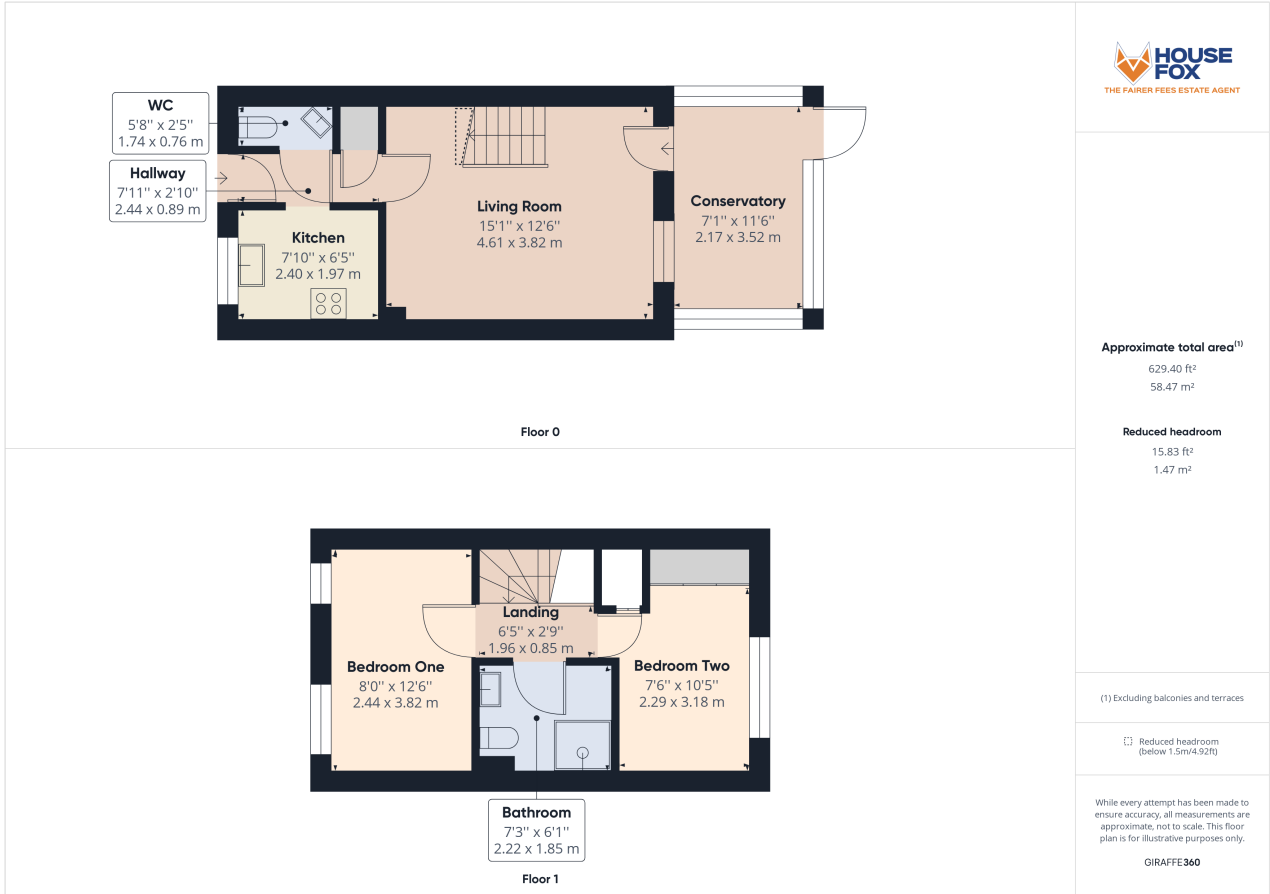 WC
5'8'' x 2'5''
1.74 x 0.76 m
Hallway
7'11'' x 2'10''
2.44 x 0.89 m
Kitchen
7'10'' x 6'5''
2.40 x 1.97 m
Living Room
15'1'' x 12'6''
4.61 x 3.82 m
Conservatory
7'1'' x 11'6''
2.17 x 3.52 m
Floor 0
Bedroom One
8'0'' x 12'6''
2.44 x 3.82 m
Landing
6'5'' x 2'9''
1.96 x 0.85 m
Bedroom Two
7'6'' x 10'5''
2.29 x 3.18 m
Bathroom
7'3'' x 6'1''
2.22 x 1.85 m
Floor 1
HOUSE
FOX
THE FAIRER FEES ESTATE AGENT
Approximate total area(1)
629.40 ft²
58.47 m²
Reduced headroom
15.83 ft²
1.47 m²
(1) Excluding balconies and terraces
Reduced headroom
(below 1.5m/4.92ft)
While every attempt has been made to
ensure accuracy, all measurements are
approximate, not to scale. This floor
plan is for illustrative purposes only.
GIRAFFE360